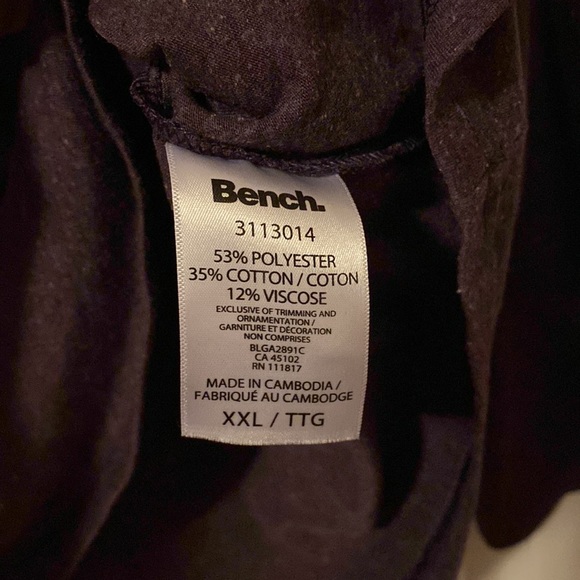 Bench.
3113014
53% POLYESTER
35% COTTON / COTON
12% VISCOSE
EXCLUSIVE OF TRIMMING AND
ORNAMENTATION /
GARNITURE ET DÉCORATION
NON COMPRISES
BLGA2891C
CA 45102
RN 111817
MADE IN CAMBODIA /
FABRIQUÉ AU CAMBODGE
XXL / TTG